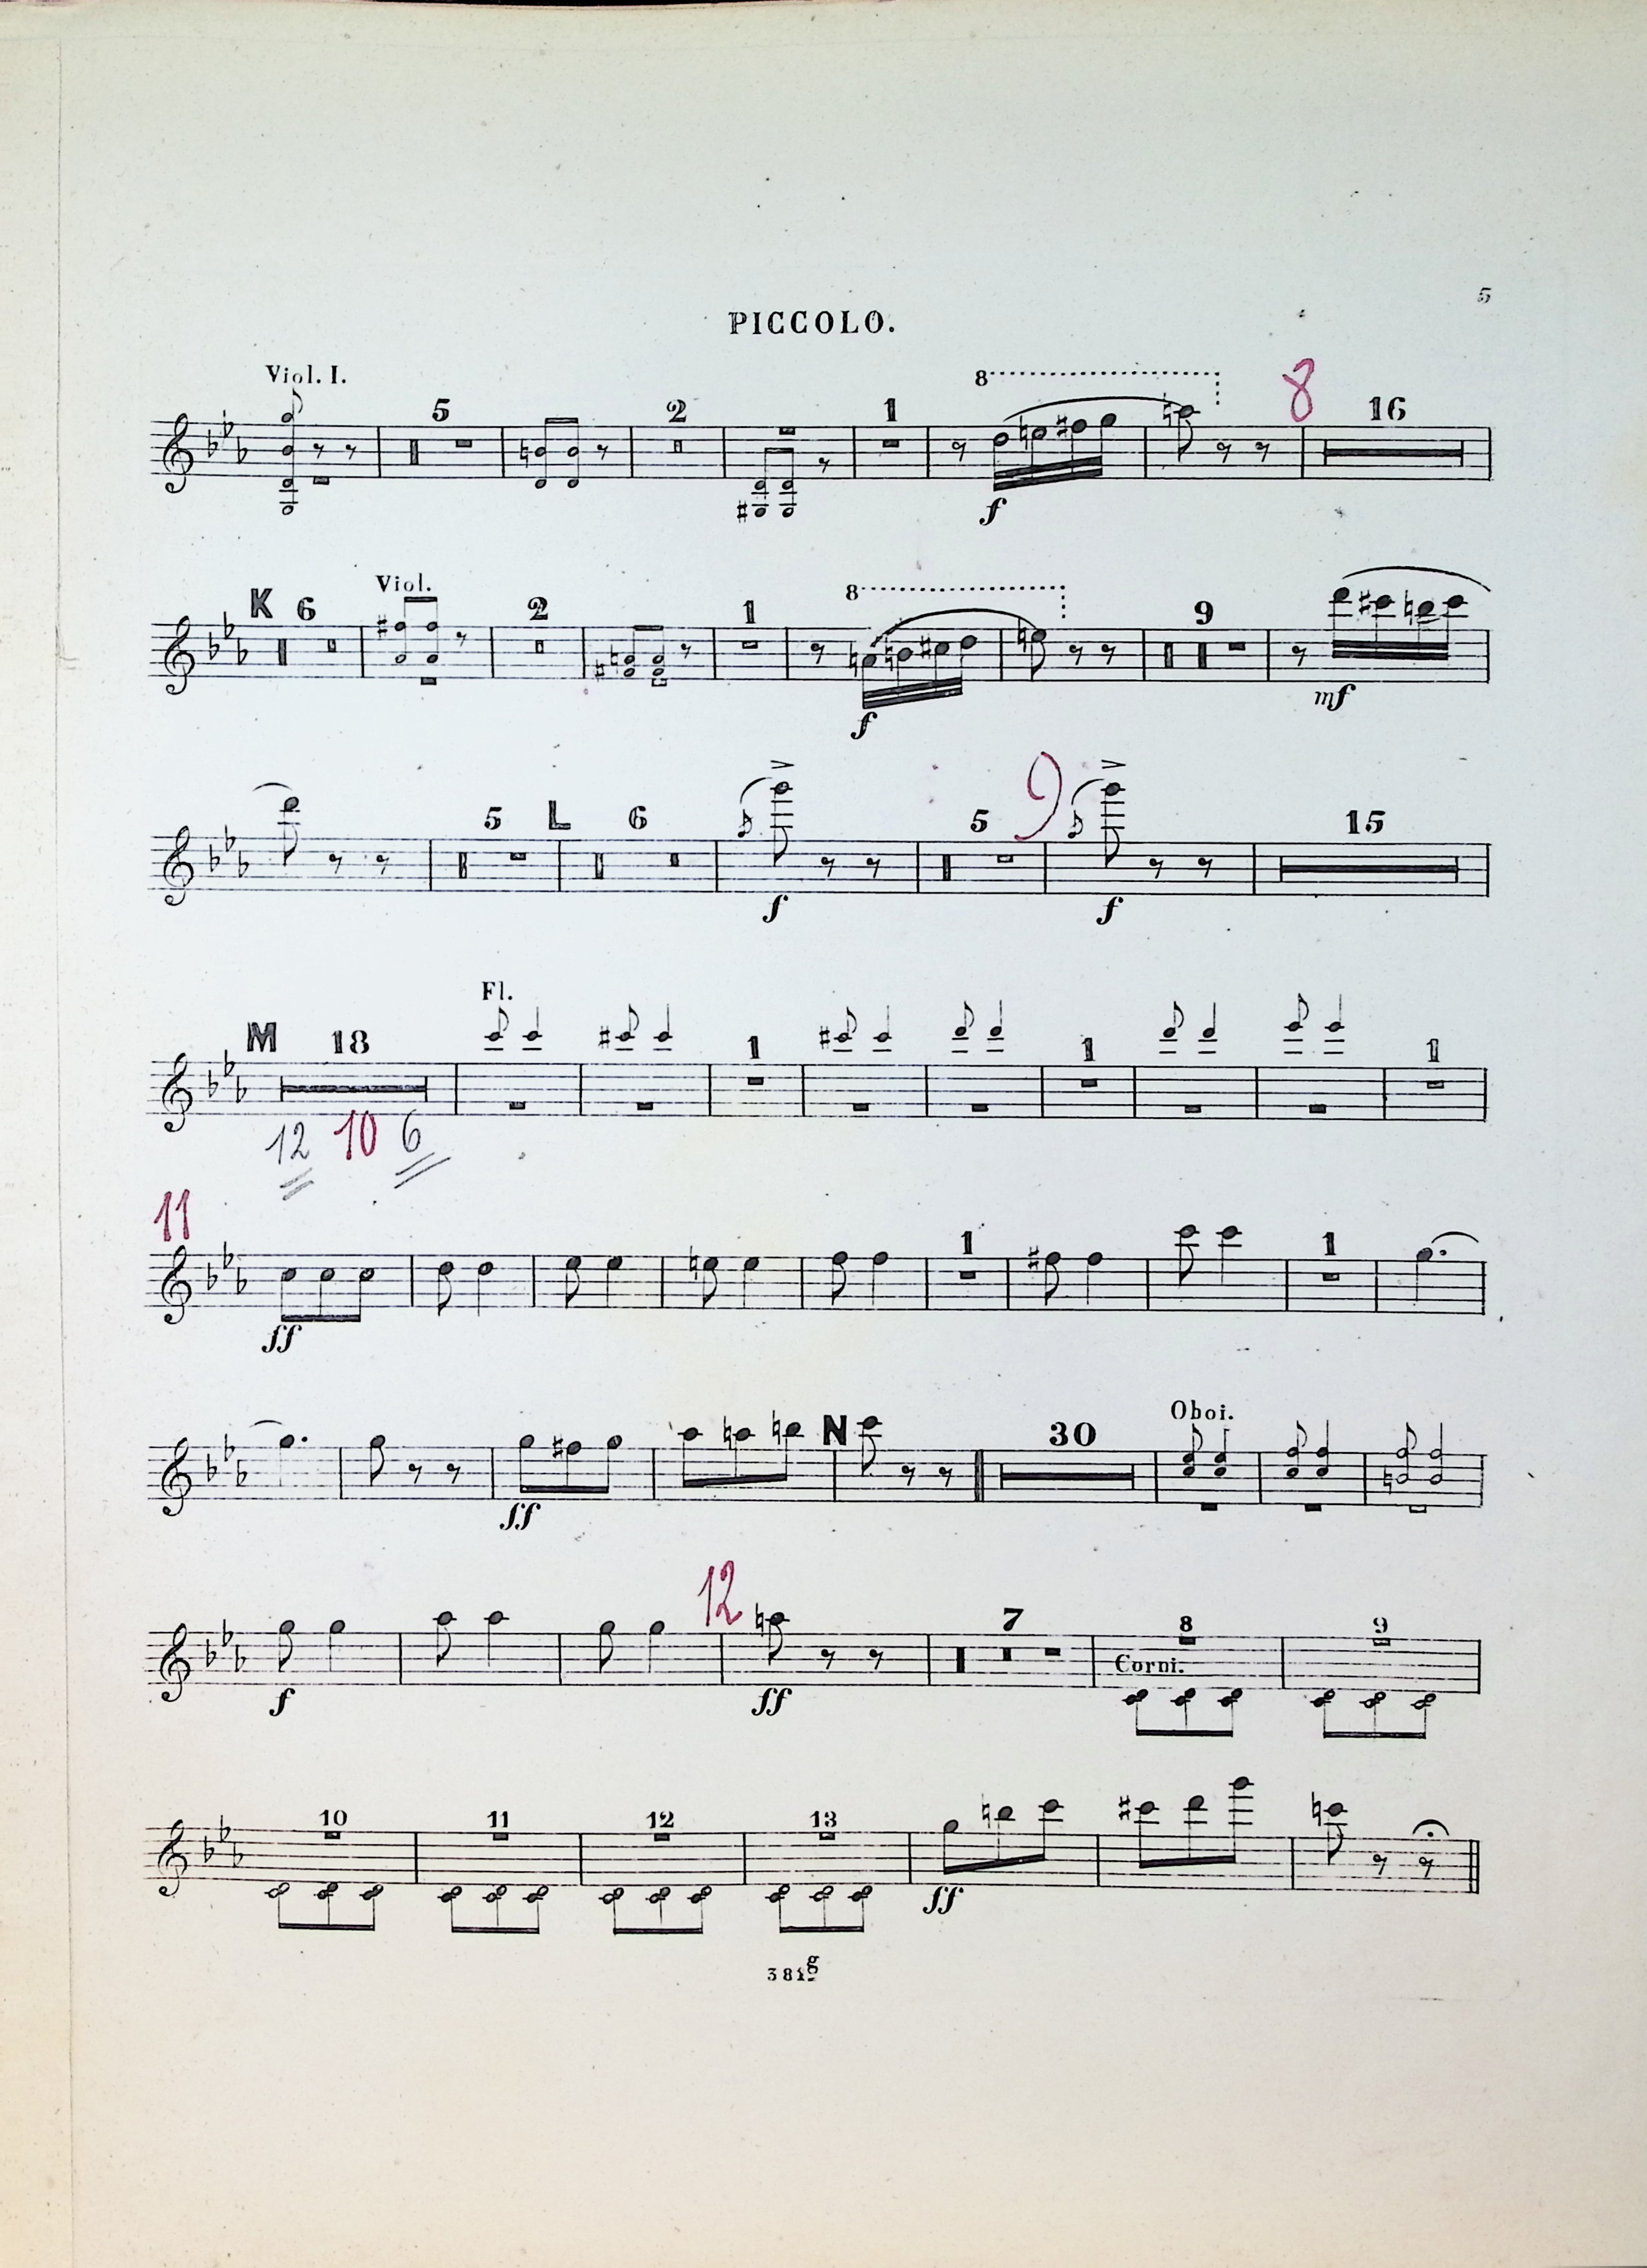 5
PICCOLO.
Viol. I.
5 2 1 8 8 16
f
K 6 Viol. 2 1 8 9
f mf
5 L 6 5 9 15
f f
Fl.
M 18 1 1 1
12 10 6
11
1 1
ff
Oboi.
N 30
ff
12 7 8 9
Corni.
f ff
10 11 12 13
ff